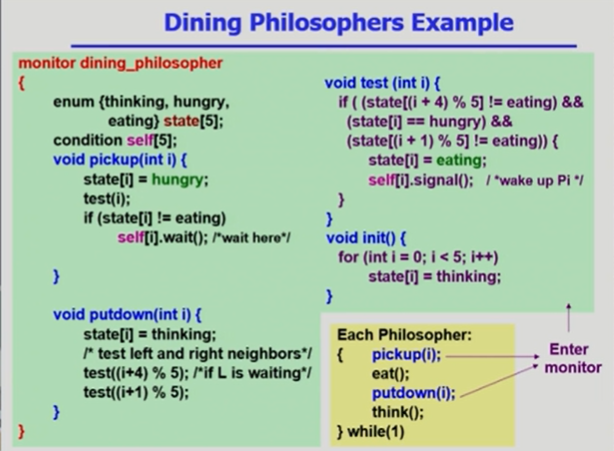 Dining Philosophers Example
monitor dining_philosopher
{
enum {thinking, hungry,
eating} state[5];
condition self[5];
void pickup(int i) {
state[i] = hungry;
test(i);
if (state[i] != eating)
self[i].wait(); /*wait here*/
}
void putdown(int i) {
state[i] = thinking;
/* test left and right neighbors*/
test((i+4) % 5); /*if L is waiting*/
test((i+1) % 5);
}
}
void test (int i) {
if ( (state[(i + 4) % 5] != eating) &&
(state[i] == hungry) &&
(state[(i + 1) % 5] != eating)) {
state[i] = eating;
self[i].signal(); / *wake up Pi */
}
}
void init() {
for (int i = 0; i < 5; i++)
state[i] = thinking;
}
Each Philosopher:
{ pickup(i);
eat();
putdown(i);
think();
} while(1)
Enter
monitor